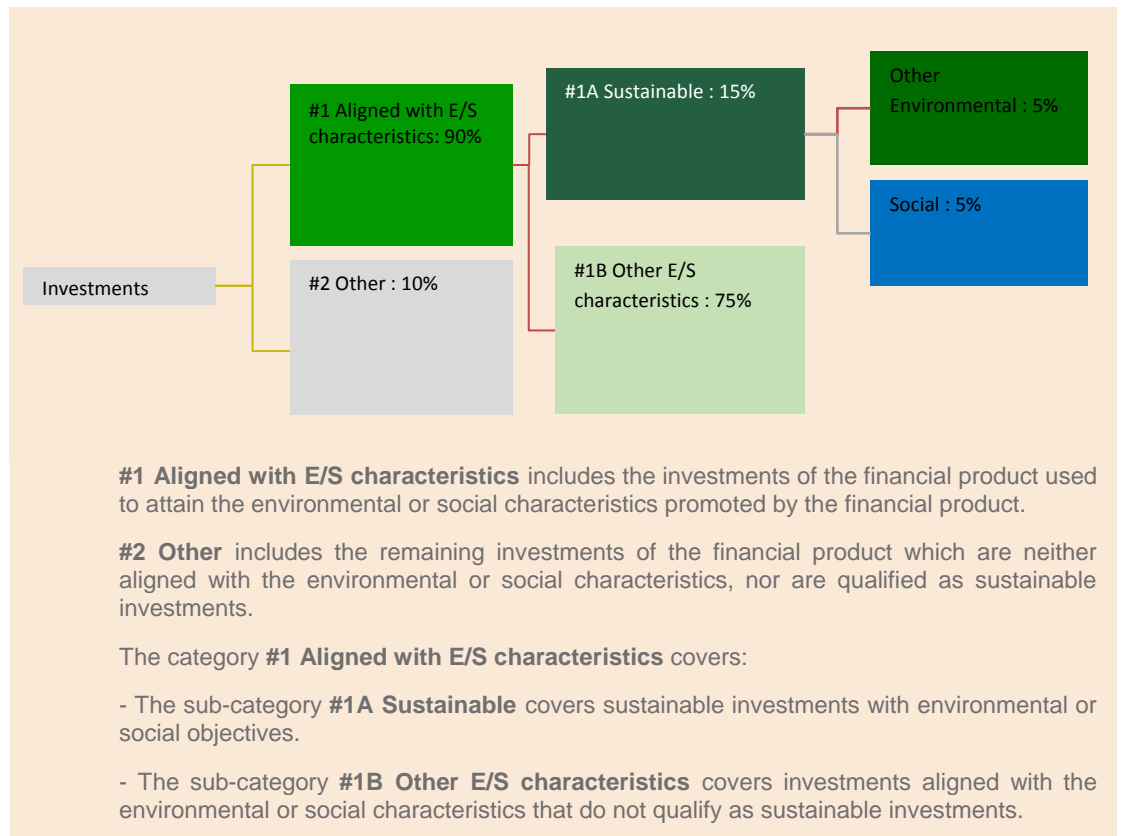 Investments
#1 Aligned with E/S
characteristics: 90%
#2 Other : 10%
#1A Sustainable : 15%
#1B Other E/S
characteristics : 75%
Other
Environmental : 5%
Social : 5%
#1 Aligned with E/S characteristics includes the investments of the financial product used
to attain the environmental or social characteristics promoted by the financial product.
#2 Other includes the remaining investments of the financial product which are neither
aligned with the environmental or social characteristics, nor are qualified as sustainable
investments.
The category #1 Aligned with E/S characteristics covers:
- The sub-category #1A Sustainable covers sustainable investments with environmental or
social objectives.
- The sub-category #1B Other E/S characteristics covers investments aligned with the
environmental or social characteristics that do not qualify as sustainable investments.